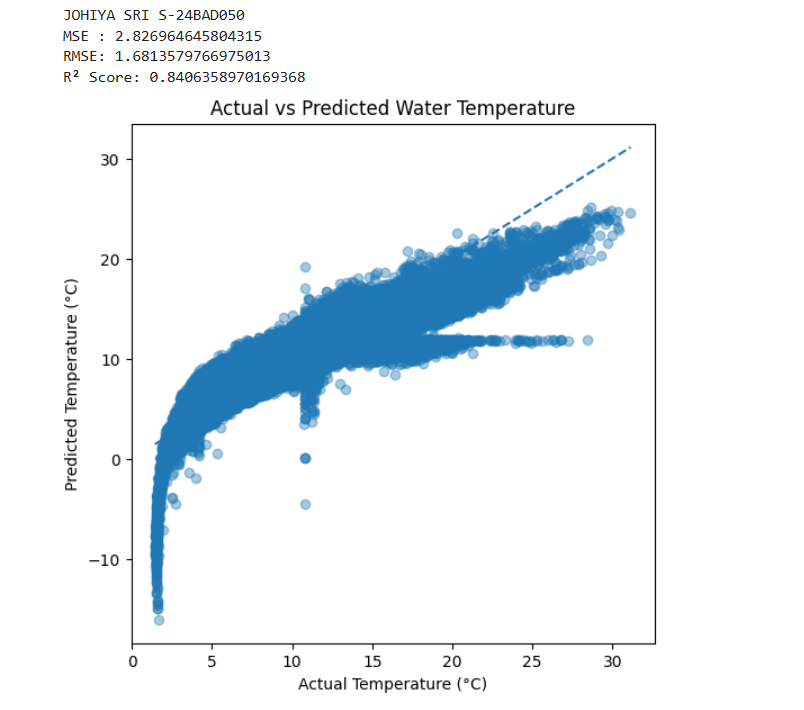 JOHIYA SRI S-24BAD050
MSE : 2.826964645804315
RMSE: 1.6813579766975013
R² Score: 0.8406358970169368
Actual vs Predicted Water Temperature
Predicted Temperature (°C)
30
20
10
0
−10
0 5 10 15 20 25 30
Actual Temperature (°C)